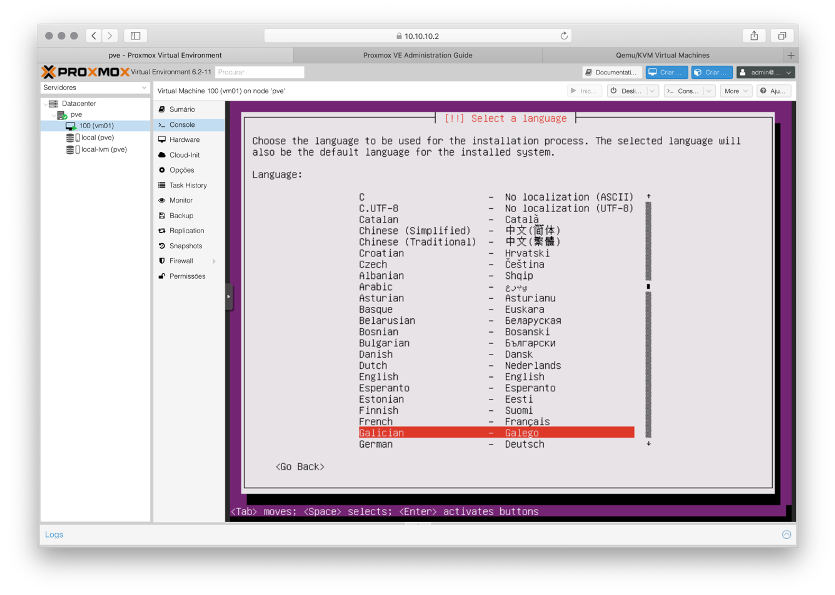 10.10.10.2
pve - Proxmox Virtual Environment
Proxmox VE Administration Guide
Qemu/KVM Virtual Machines
PROXMOX Virtual Environment 6.2-11
Procurar
Documentati...
Criar ...
Criar ...
admin@...
Servidores
Virtual Machine 100 (vm01) on node 'pve'
Inic...
Desli...
Cons...
More
Aju...
Datacenter
pve
100 (vm01)
local (pve)
local-lvm (pve)
Sumário
Console
Hardware
Cloud-Init
Opções
Task History
Monitor
Backup
Replication
Snapshots
Firewall
Permissões
[!!] Select a language
Choose the language to be used for the installation process. The selected language will
also be the default language for the installed system.
Language:
C - No localization (ASCII)
C.UTF-8 - No localization (UTF-8)
Catalan - Català
Chinese (Simplified) - 中文(简体)
Chinese (Traditional) - 中文(繁體)
Croatian - Hrvatski
Czech - Čeština
Albanian - Shqip
Arabic - عربي
Asturian - Asturianu
Basque - Euskara
Belarusian - Беларуская
Bosnian - Bosanski
Bulgarian - Български
Danish - Dansk
Dutch - Nederlands
English - English
Esperanto - Esperanto
Estonian - Eesti
Finnish - Suomi
French - Français
Galician - Galego
German - Deutsch
<Go Back>
<Tab> moves; <Space> selects; <Enter> activates buttons
Logs